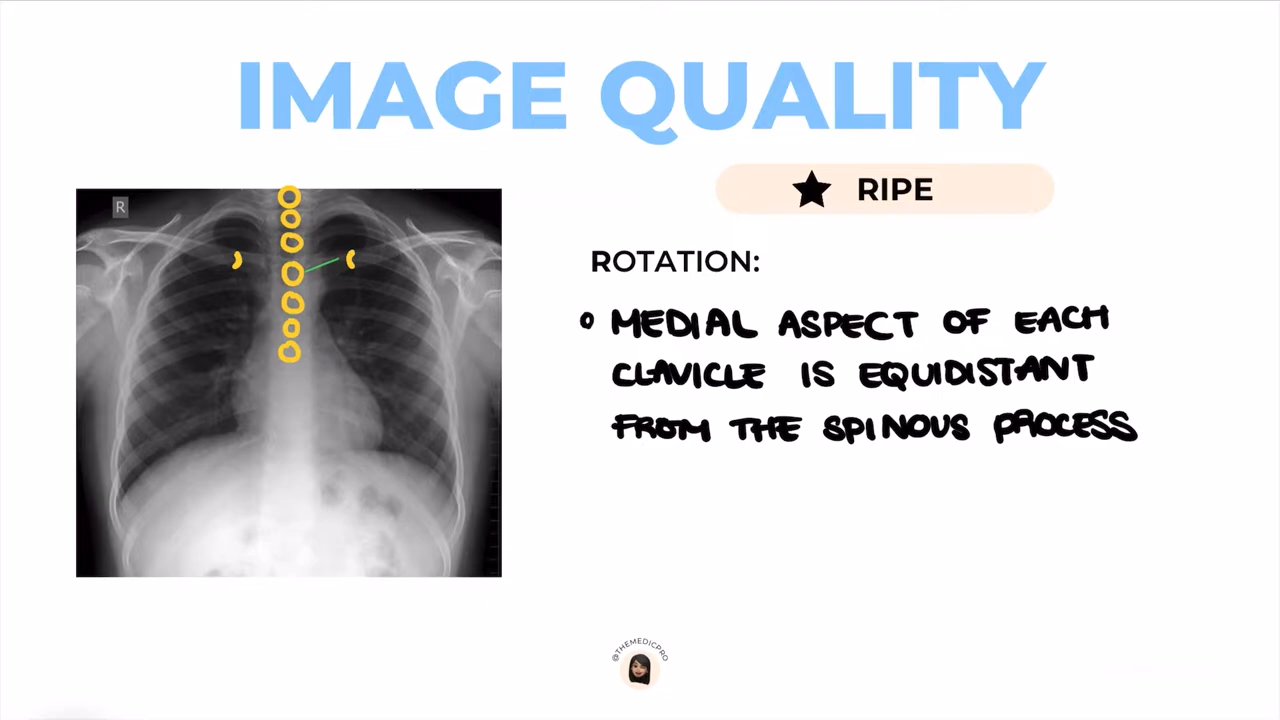 IMAGE QUALITY
★ RIPE
R
ROTATION:
o MEDIAL ASPECT OF EACH
CLAVICLE IS EQUIDISTANT
FROM THE SPINOUS PROCESS
@THEMEDICPRO